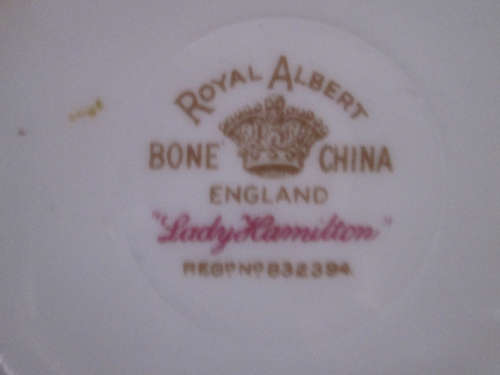 ROYAL ALBERT
BONE CHINA
ENGLAND
"Lady Hamilton"
REGD No 832394